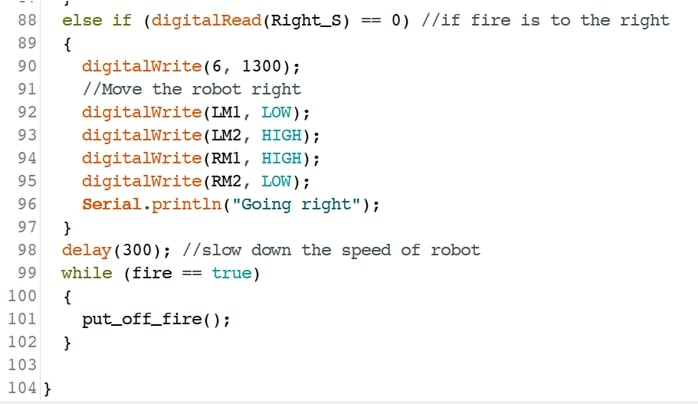 88 else if (digitalRead(Right_S) == 0) //if fire is to the right
89 {
90 digitalWrite(6, 1300);
91 //Move the robot right
92 digitalWrite(LM1, LOW);
93 digitalWrite(LM2, HIGH);
94 digitalWrite(RM1, HIGH);
95 digitalWrite(RM2, LOW);
96 Serial.println("Going right");
97 }
98 delay(300); //slow down the speed of robot
99 while (fire == true)
100 {
101 put_off_fire();
102 }
103
104 }